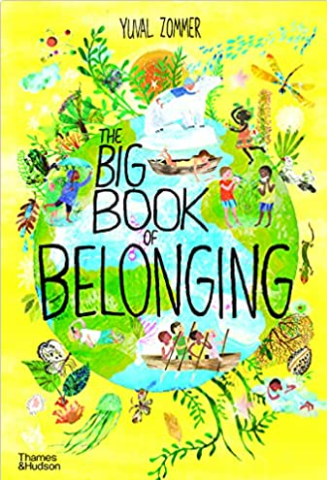 YUVAL ZOMMER
THE
BIG
BOOK
OF
BELONGING
Thames
&Hudson